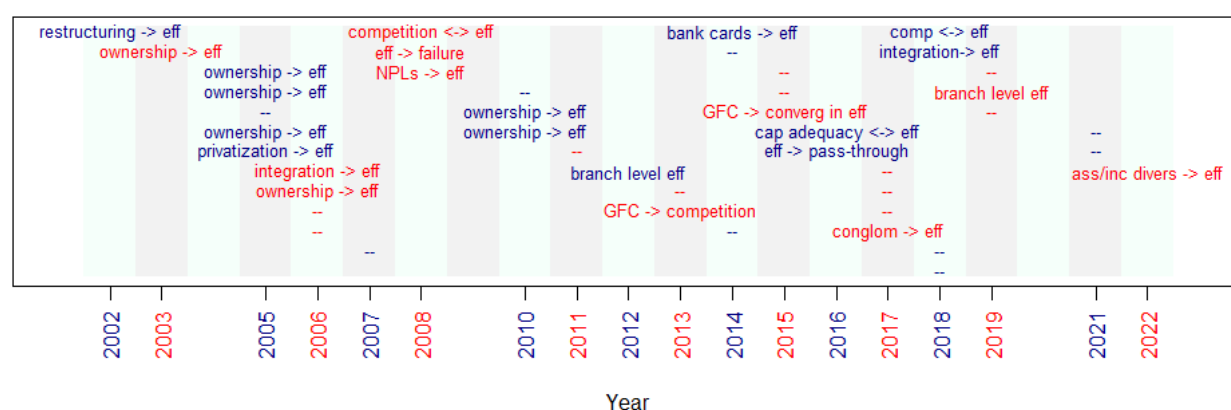 restructuring -> eff competition <-> eff bank cards -> eff comp <-> eff
ownership -> eff eff -> failure -- integration-> eff
ownership -> eff NPLs -> eff -- --
ownership -> eff -- -- branch level eff
-- ownership -> eff GFC -> converg in eff --
ownership -> eff ownership -> eff cap adequacy <-> eff --
privatization -> eff -- eff -> pass-through --
integration -> eff branch level eff -- ass/inc divers -> eff
ownership -> eff -- --
-- GFC -> competition --
-- -- conglom -> eff
-- --
--
2002 2003 2005 2006 2007 2008 2010 2011 2012 2013 2014 2015 2016 2017 2018 2019 2021 2022
Year